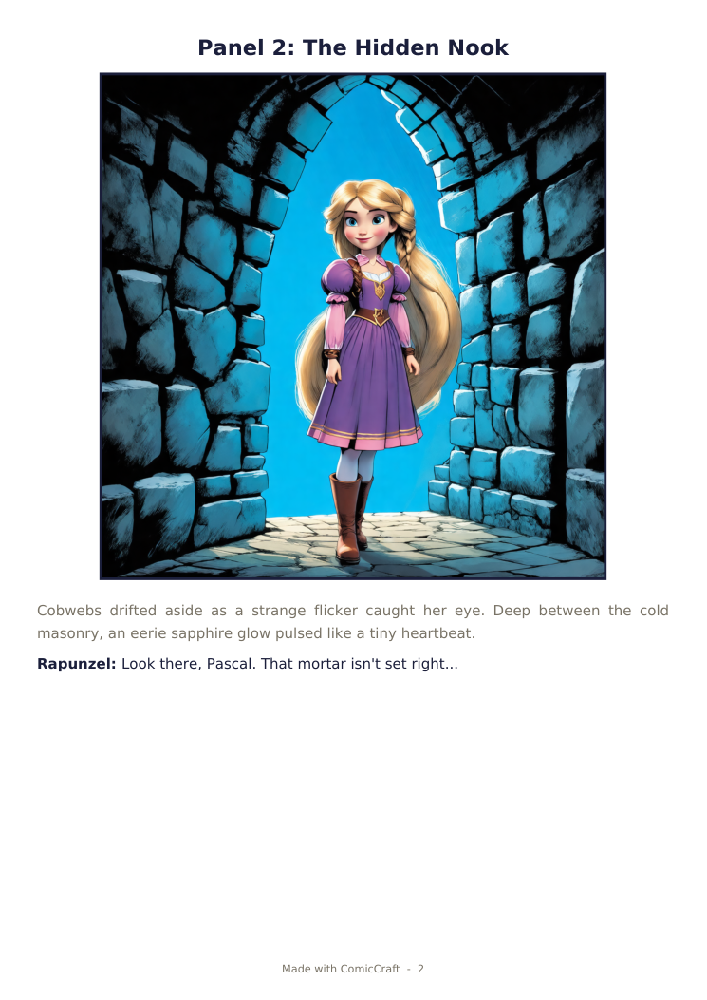 Panel 2: The Hidden Nook
Cobwebs drifted aside as a strange flicker caught her eye. Deep between the cold
masonry, an eerie sapphire glow pulsed like a tiny heartbeat.
Rapunzel: Look there, Pascal. That mortar isn't set right...
Made with ComicCraft - 2